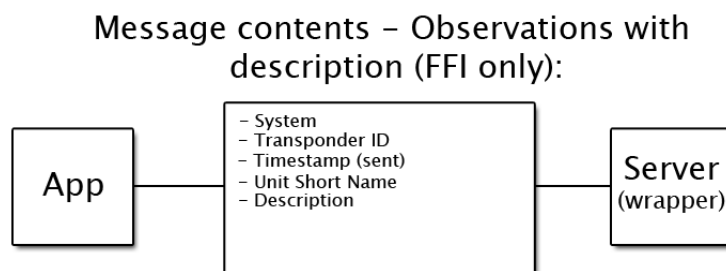 Message contents – Observations with
description (FFI only):
– System
– Transponder ID
– Timestamp (sent)
– Unit Short Name
– Description
App
Server
(wrapper)